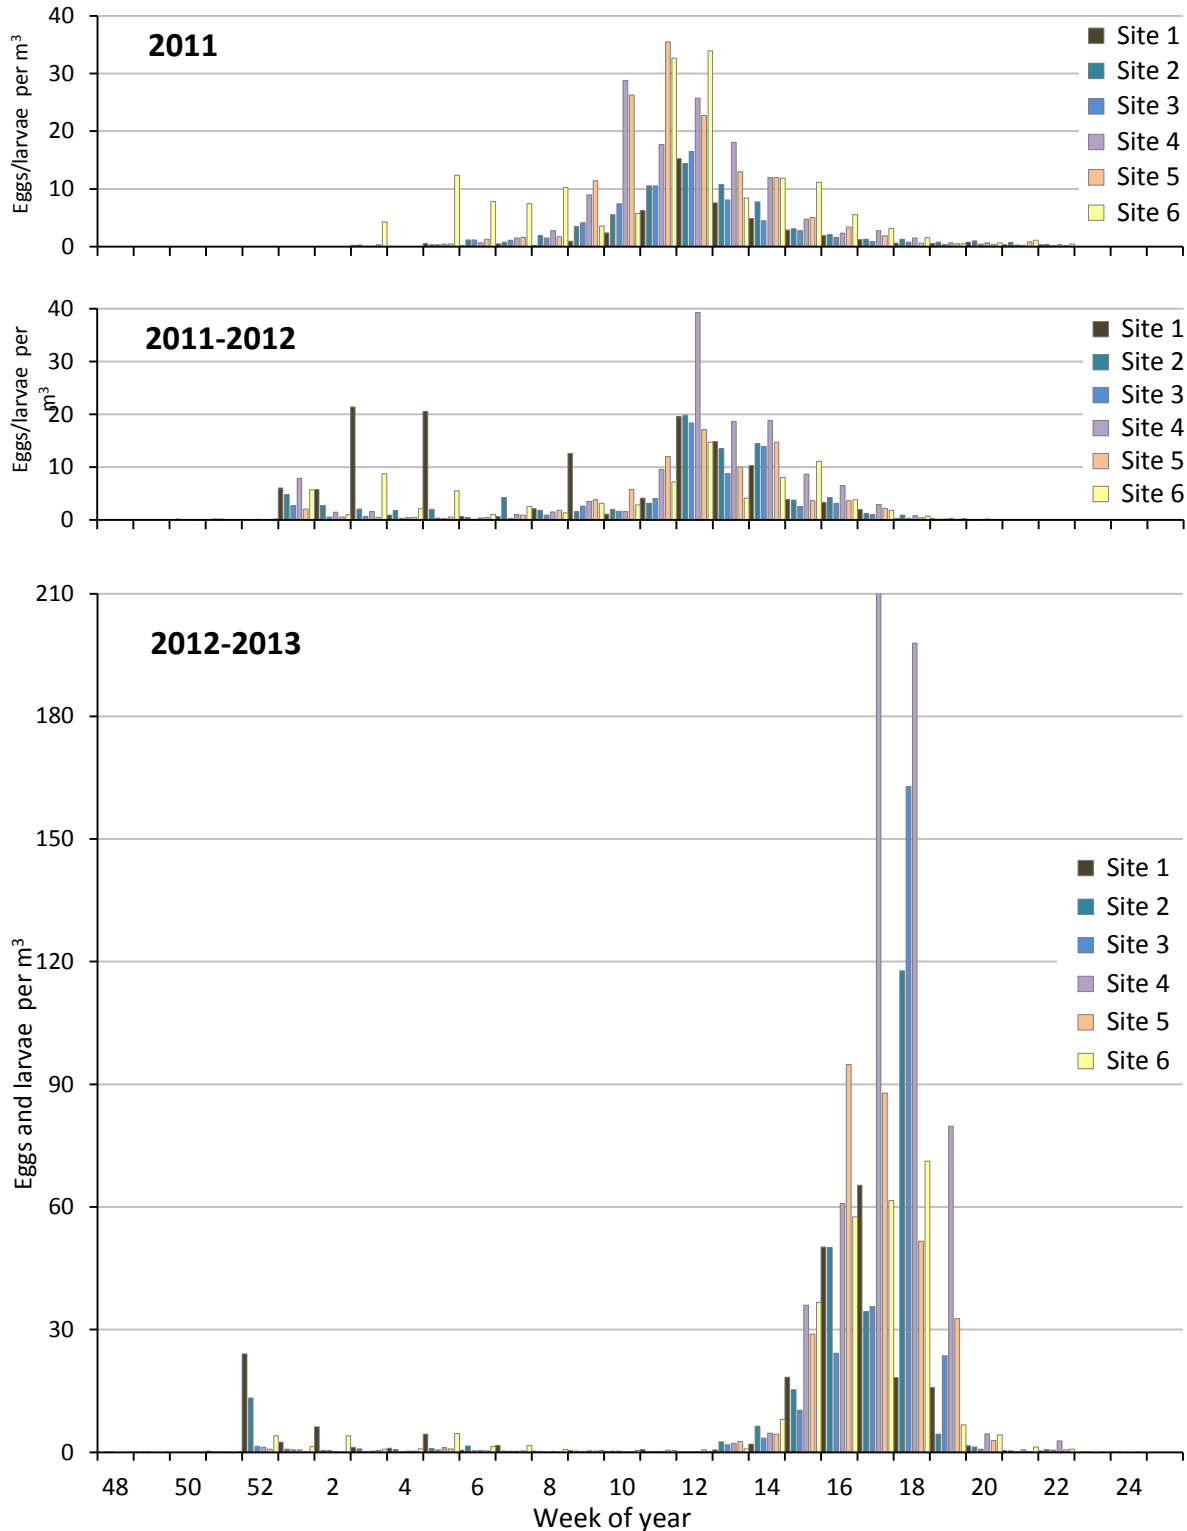 2011
Eggs/larvae per m³
40
30
20
10
0
Site 1
Site 2
Site 3
Site 4
Site 5
Site 6
2011-2012
Eggs/larvae per
m³
40
30
20
10
0
Site 1
Site 2
Site 3
Site 4
Site 5
Site 6
2012-2013
Eggs and larvae per m³
210
180
150
120
90
60
30
0
Site 1
Site 2
Site 3
Site 4
Site 5
Site 6
48 50 52 2 4 6 8 10 12 14 16 18 20 22 24
Week of year